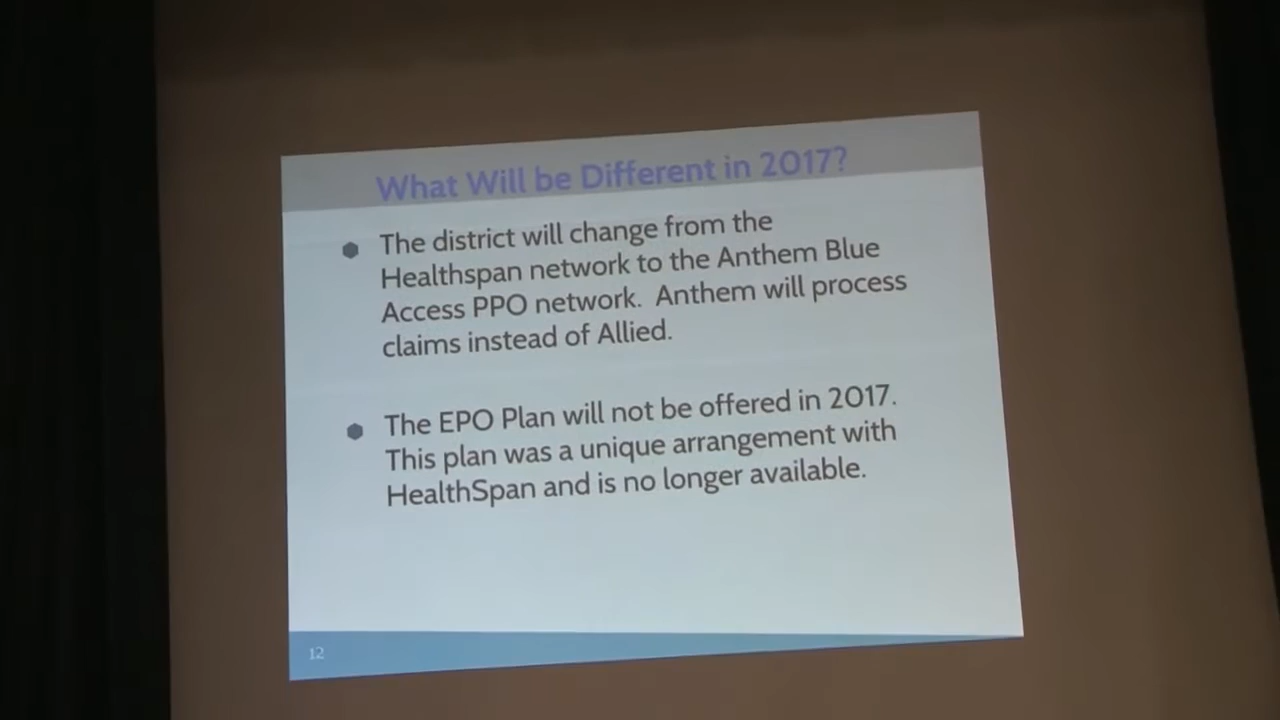 What Will be Different in 2017?
The district will change from the
Healthspan network to the Anthem Blue
Access PPO network. Anthem will process
claims instead of Allied.
The EPO Plan will not be offered in 2017.
This plan was a unique arrangement with
HealthSpan and is no longer available.
12